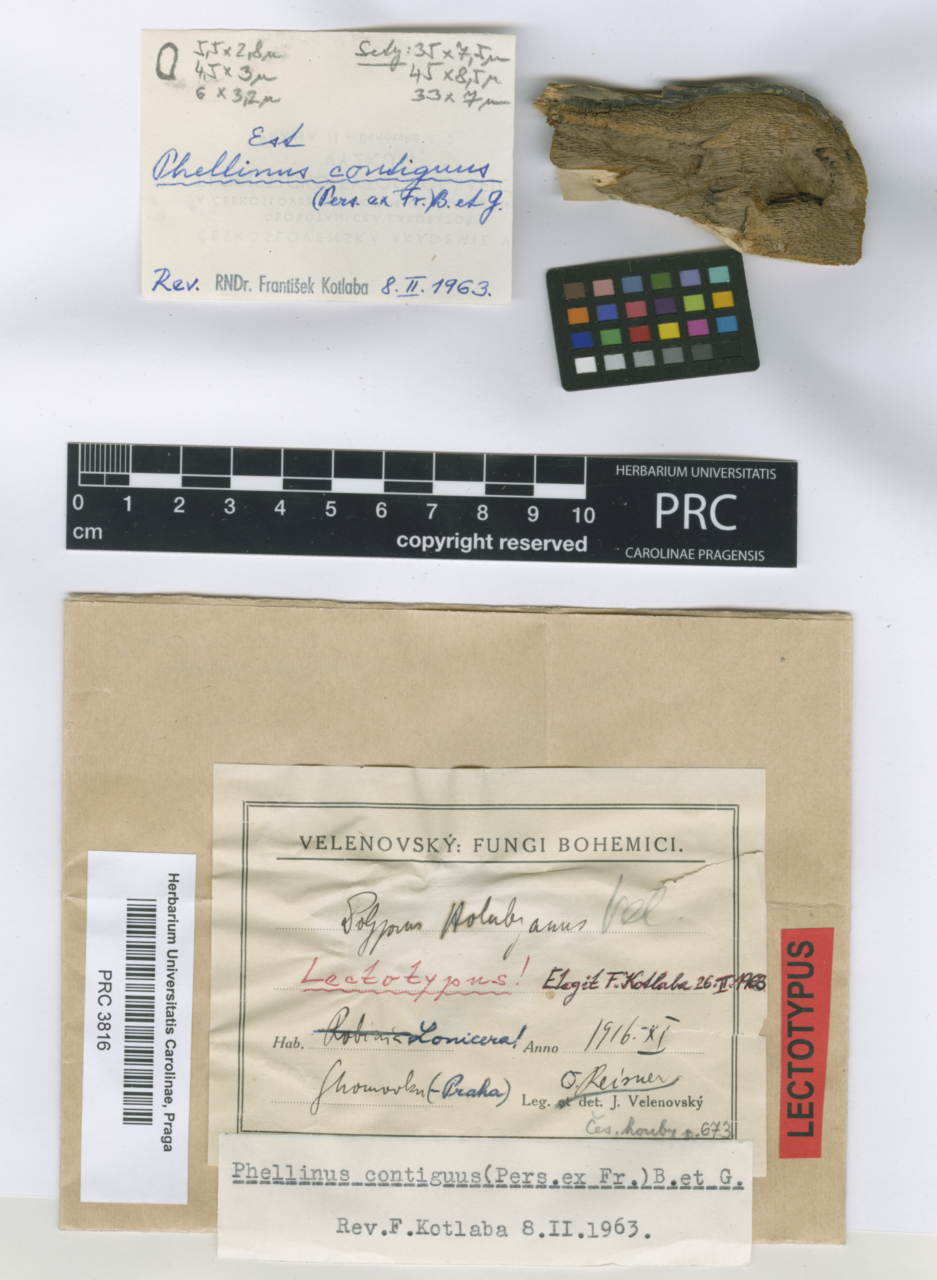 5,5 × 2,8 µ
4,5 × 3 µ
6 × 3,2 µ
Sety: 35 × 7,5 µ
45 × 8,5 µ
33 × 7 µ
Est
Phellinus contiguus
(Pers. ex Fr.) B. et G.
Rev. RNDr. František Kotlaba 8. II. 1963.
0 1 2 3 4 5 6 7 8 9 10
cm
copyright reserved
HERBARIUM UNIVERSITATIS
PRC
CAROLINAE PRAGENSIS
VELENOVSKÝ: FUNGI BOHEMICI.
Polyporus Holubyanus Vel.
Lectotypus! Elegit F. Kotlaba 26. II. 1963
Hab. Robinia Lonicera! Anno 1916. XI
(-Praha) O. Reisner
Leg. et det. J. Velenovský
Čes. houby p. 673
LECTOTYPUS
Herbarium Universitatis Carolinae, Praga
PRC 3816
Phellinus contiguus(Pers.ex Fr.)B.et G.
Rev.F.Kotlaba 8.II.1963.